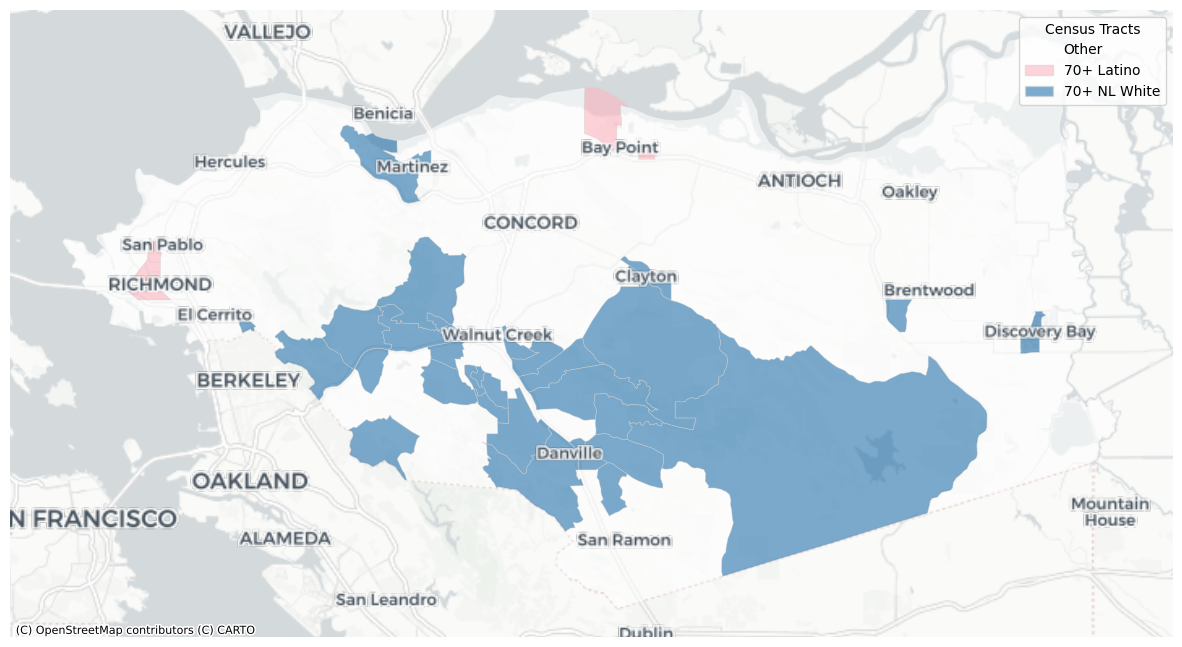 VALLEJO
Census Tracts
Other
70+ Latino
70+ NL White
Benicia
Hercules
Martinez
Bay Point
ANTIOCH
Oakley
CONCORD
San Pablo
RICHMOND
El Cerrito
Clayton
Brentwood
Walnut Creek
Discovery Bay
BERKELEY
Danville
OAKLAND
N FRANCISCO
Mountain
House
ALAMEDA
San Ramon
San Leandro
Dublin
(C) OpenStreetMap contributors (C) CARTO